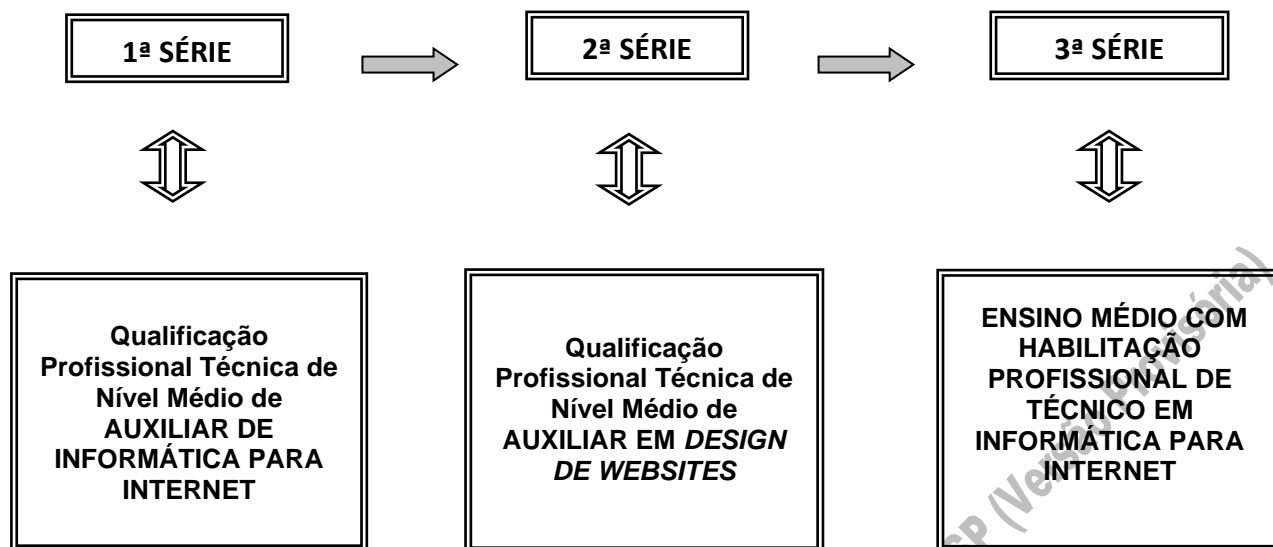 1ª SÉRIE
2ª SÉRIE
3ª SÉRIE
Qualificação
Profissional Técnica de
Nível Médio de
AUXILIAR DE
INFORMÁTICA PARA
INTERNET
Qualificação
Profissional Técnica de
Nível Médio de
AUXILIAR EM DESIGN
DE WEBSITES
ENSINO MÉDIO COM
HABILITAÇÃO
PROFISSIONAL DE
TÉCNICO EM
INFORMÁTICA PARA
INTERNET
(Versão Provisória)